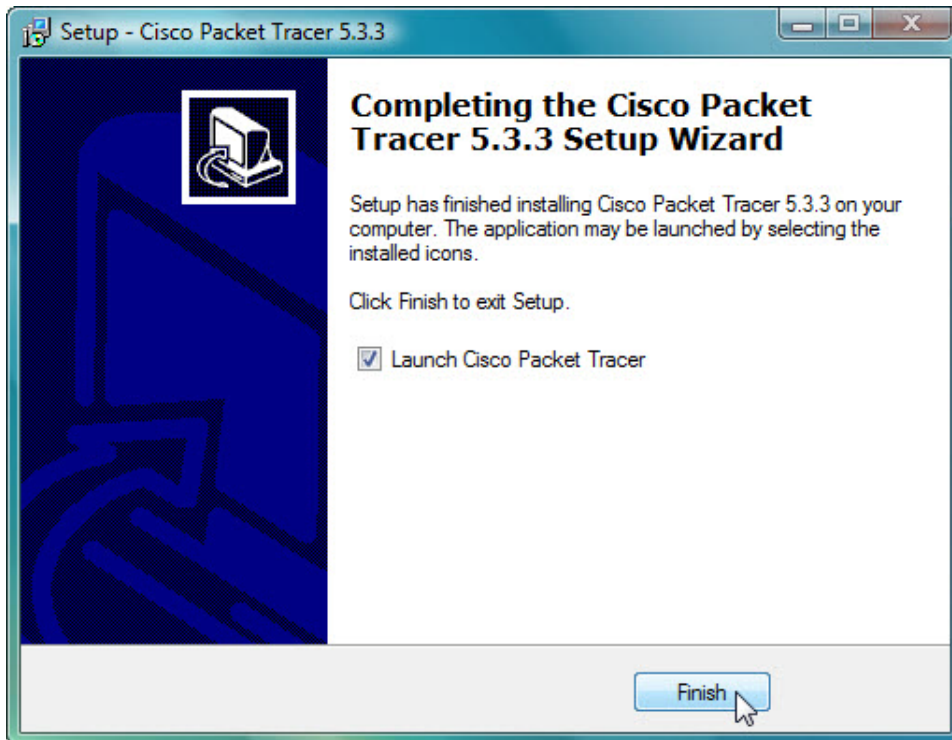 Setup - Cisco Packet Tracer 5.3.3
Completing the Cisco Packet
Tracer 5.3.3 Setup Wizard
Setup has finished installing Cisco Packet Tracer 5.3.3 on your
computer. The application may be launched by selecting the
installed icons.
Click Finish to exit Setup.
Launch Cisco Packet Tracer
Finish